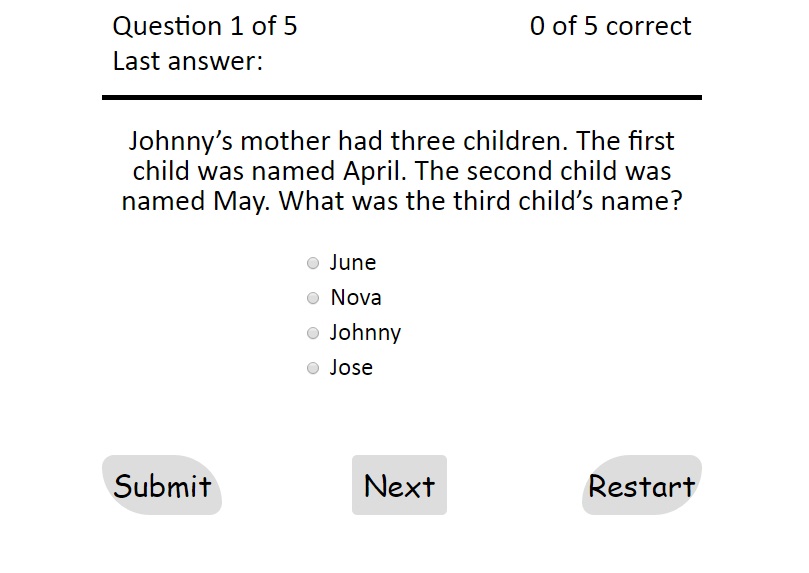 Question 1 of 5
0 of 5 correct
Last answer:
Johnny’s mother had three children. The first
child was named April. The second child was
named May. What was the third child’s name?
June
Nova
Johnny
Jose
Submit
Next
Restart